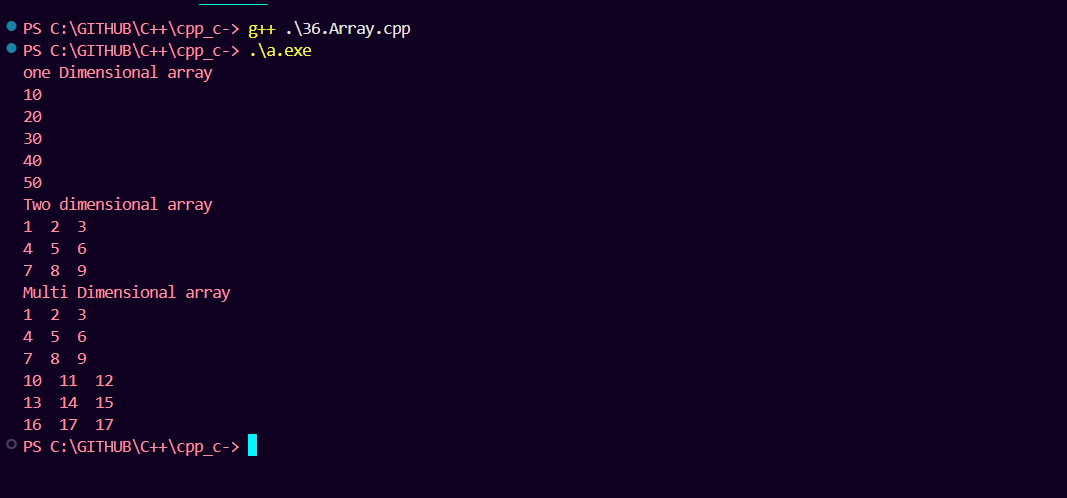 PS C:\GITHUB\C++\cpp_c-> g++ .\36.Array.cpp
PS C:\GITHUB\C++\cpp_c-> .\a.exe
one Dimensional array
10
20
30
40
50
Two dimensional array
1  2  3
4  5  6
7  8  9
Multi Dimensional array
1  2  3
4  5  6
7  8  9
10  11  12
13  14  15
16  17  17
PS C:\GITHUB\C++\cpp_c->